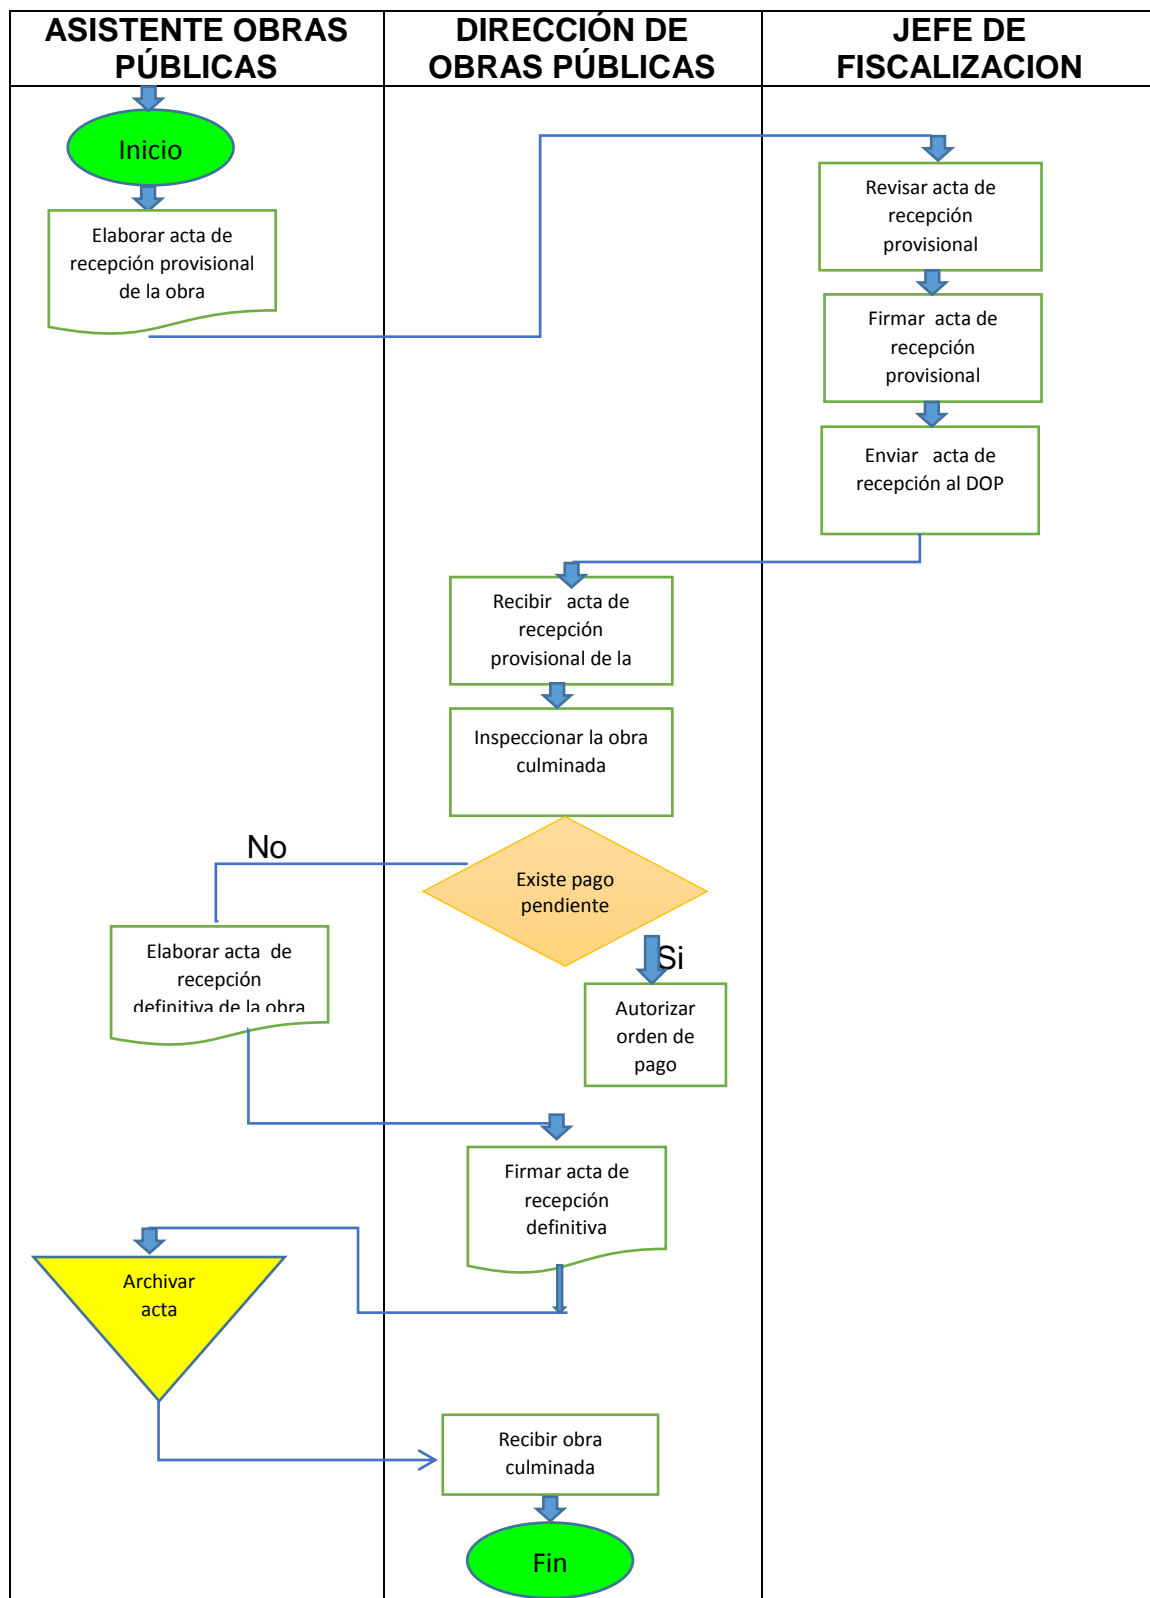 ASISTENTE OBRAS
PÚBLICAS
DIRECCIÓN DE
OBRAS PÚBLICAS
JEFE DE
FISCALIZACION
Inicio
Elaborar acta de
recepción provisional
de la obra
Revisar acta de
recepción
provisional
Firmar acta de
recepción
provisional
Enviar acta de
recepción al DOP
Recibir acta de
recepción
provisional de la
Inspeccionar la obra
culminada
Existe pago
pendiente
No
Si
Elaborar acta de
recepción
definitiva de la obra
Autorizar
orden de
pago
Firmar acta de
recepción
definitiva
Archivar
acta
Recibir obra
culminada
Fin